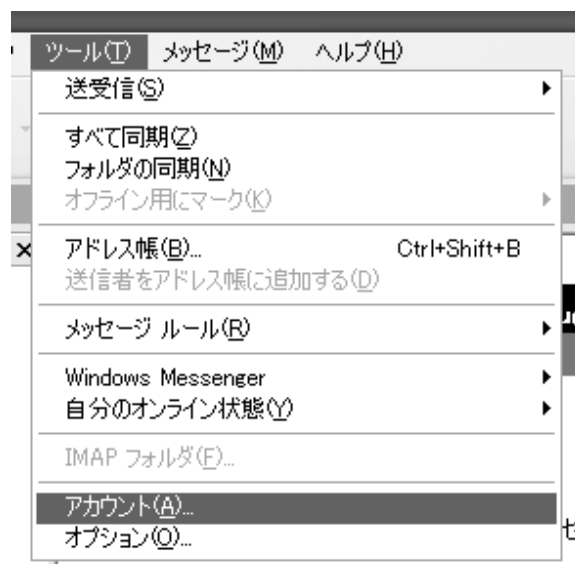 ツール(T) メッセージ(M) ヘルプ(H)
送受信(S)
すべて同期(Z)
フォルダの同期(N)
オフライン用にマーク(K)
アドレス帳(B)... Ctrl+Shift+B
送信者をアドレス帳に追加する(D)
メッセージ ルール(R)
Windows Messenger
自分のオンライン状態(Y)
IMAP フォルダ(F)...
アカウント(A)...
オプション(O)...